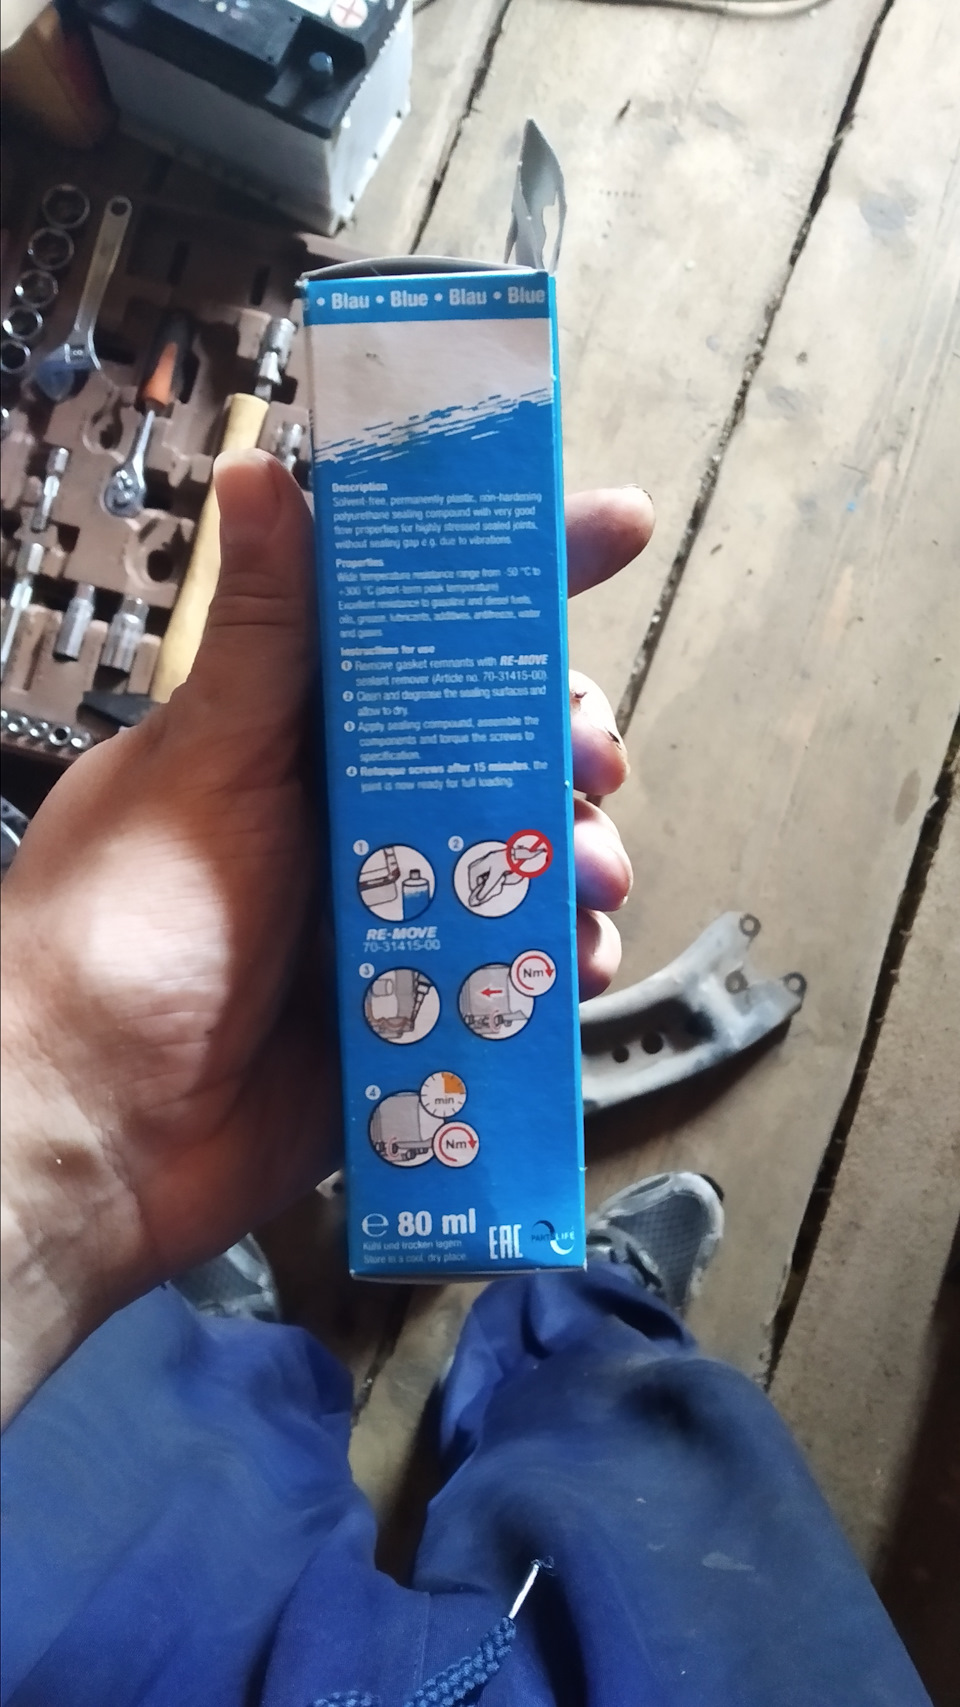 • Blau • Blue • Blau • Blue
Description
Solvent-free, permanently plastic, non-hardening
polyurethane sealing compound with very good
flow properties for highly stressed sealed joints,
without sealing gap e.g. due to vibrations.
Properties
Wide temperature resistance range from -50 °C to
+300 °C (short-term peak temperature)
Excellent resistance to gasoline and diesel fuels,
oils, grease, lubricants, additives, antifreeze, water
and gases
Instructions for use
1 Remove gasket remnants with RE-MOVE
sealant remover (Article no. 70-31415-00).
2 Clean and degrease the sealing surfaces and
allow to dry.
3 Apply sealing compound, assemble the
components and torque the screws to
specification.
4 Retorque screws after 15 minutes, the
joint is now ready for full loading.
1 2
RE-MOVE
70-31415-00
3 Nm
4 min
Nm
e 80 ml
Kühl und trocken lagern
Store in a cool, dry place.
EAC PARTSLIFE